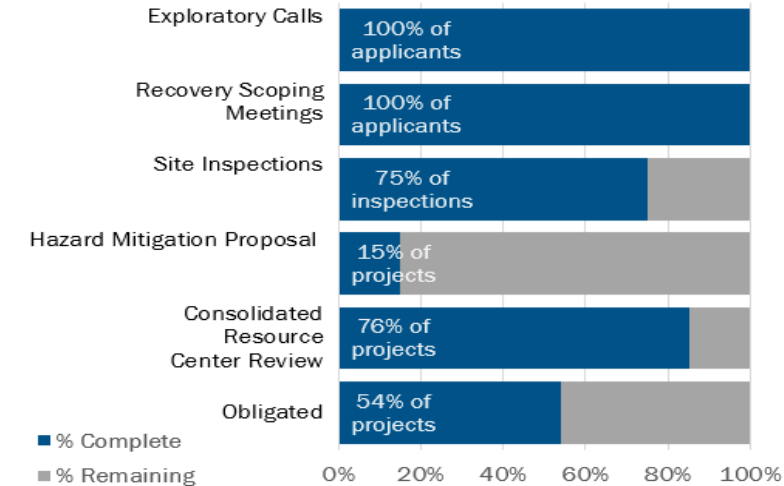 Exploratory Calls
100% of
applicants
Recovery Scoping
Meetings
100% of
applicants
Site Inspections
75% of
inspections
Hazard Mitigation Proposal
15% of
projects
Consolidated
Resource
Center Review
76% of
projects
Obligated
54% of
projects
% Complete
% Remaining
0% 20% 40% 60% 80% 100%